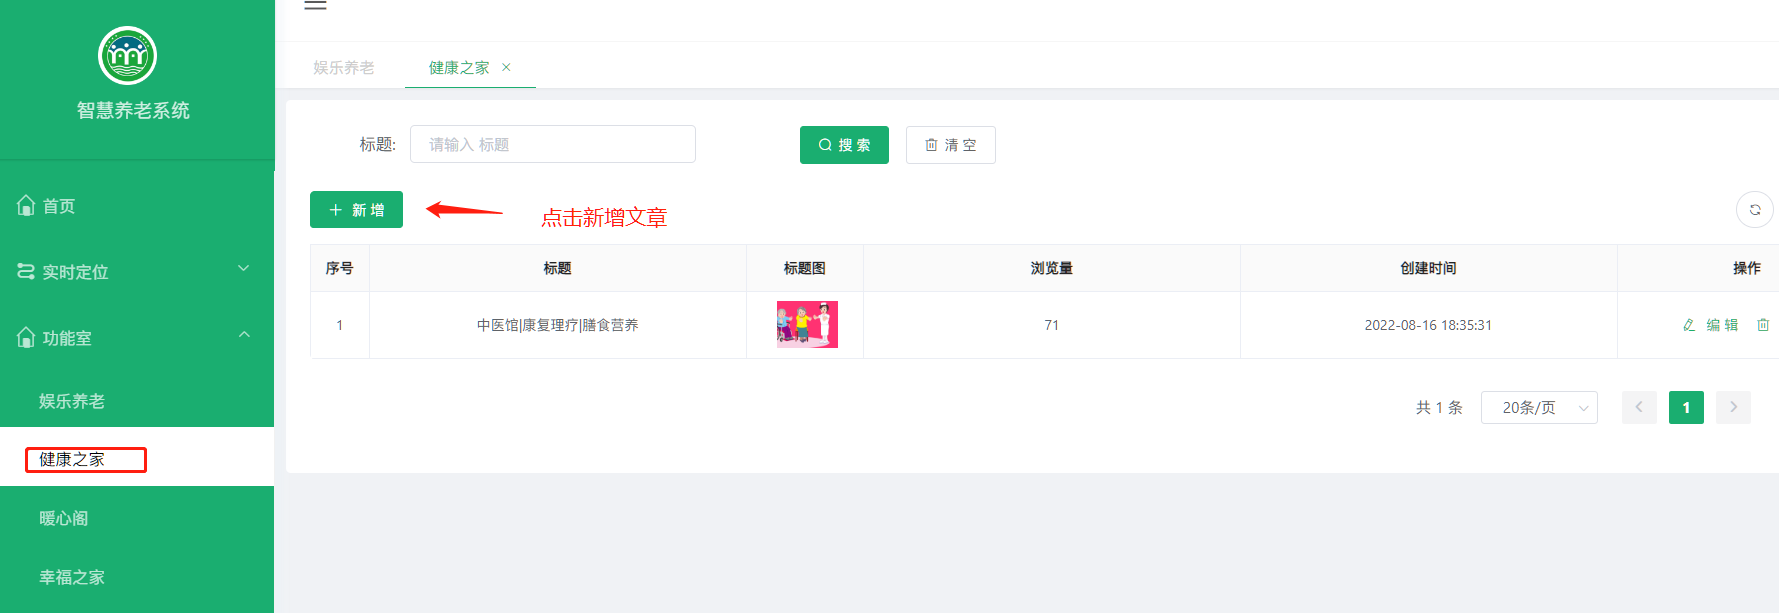 智慧养老系统
首页
实时定位
功能室
娱乐养老
健康之家
暖心阁
幸福之家
娱乐养老 健康之家
标题: 请输入 标题 搜 索 清 空
新 增 点击新增文章
序号 标题 标题图 浏览量 创建时间 操作
1 中医馆|康复理疗|膳食营养 71 2022-08-16 18:35:31 编 辑
共 1 条 20条/页 1